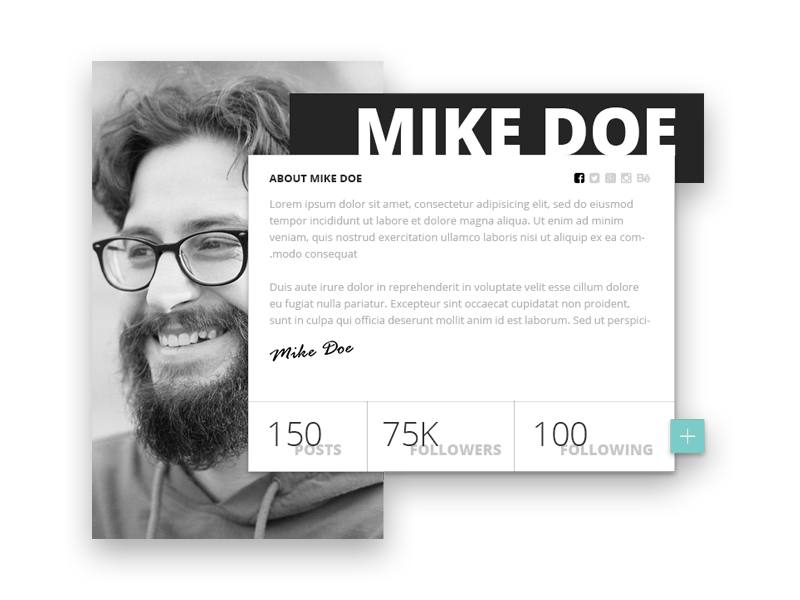 MIKE DOE
ABOUT MIKE DOE
Bē
Lorem ipsum dolor sit amet, consectetur adipisicing elit, sed do eiusmod
tempor incididunt ut labore et dolore magna aliqua. Ut enim ad minim
veniam, quis nostrud exercitation ullamco laboris nisi ut aliquip ex ea com-
.modo consequat
Duis aute irure dolor in reprehenderit in voluptate velit esse cillum dolore
eu fugiat nulla pariatur. Excepteur sint occaecat cupidatat non proident,
sunt in culpa qui officia deserunt mollit anim id est laborum. Sed ut perspici-
Mike Doe
150 POSTS
75K FOLLOWERS
100 FOLLOWING